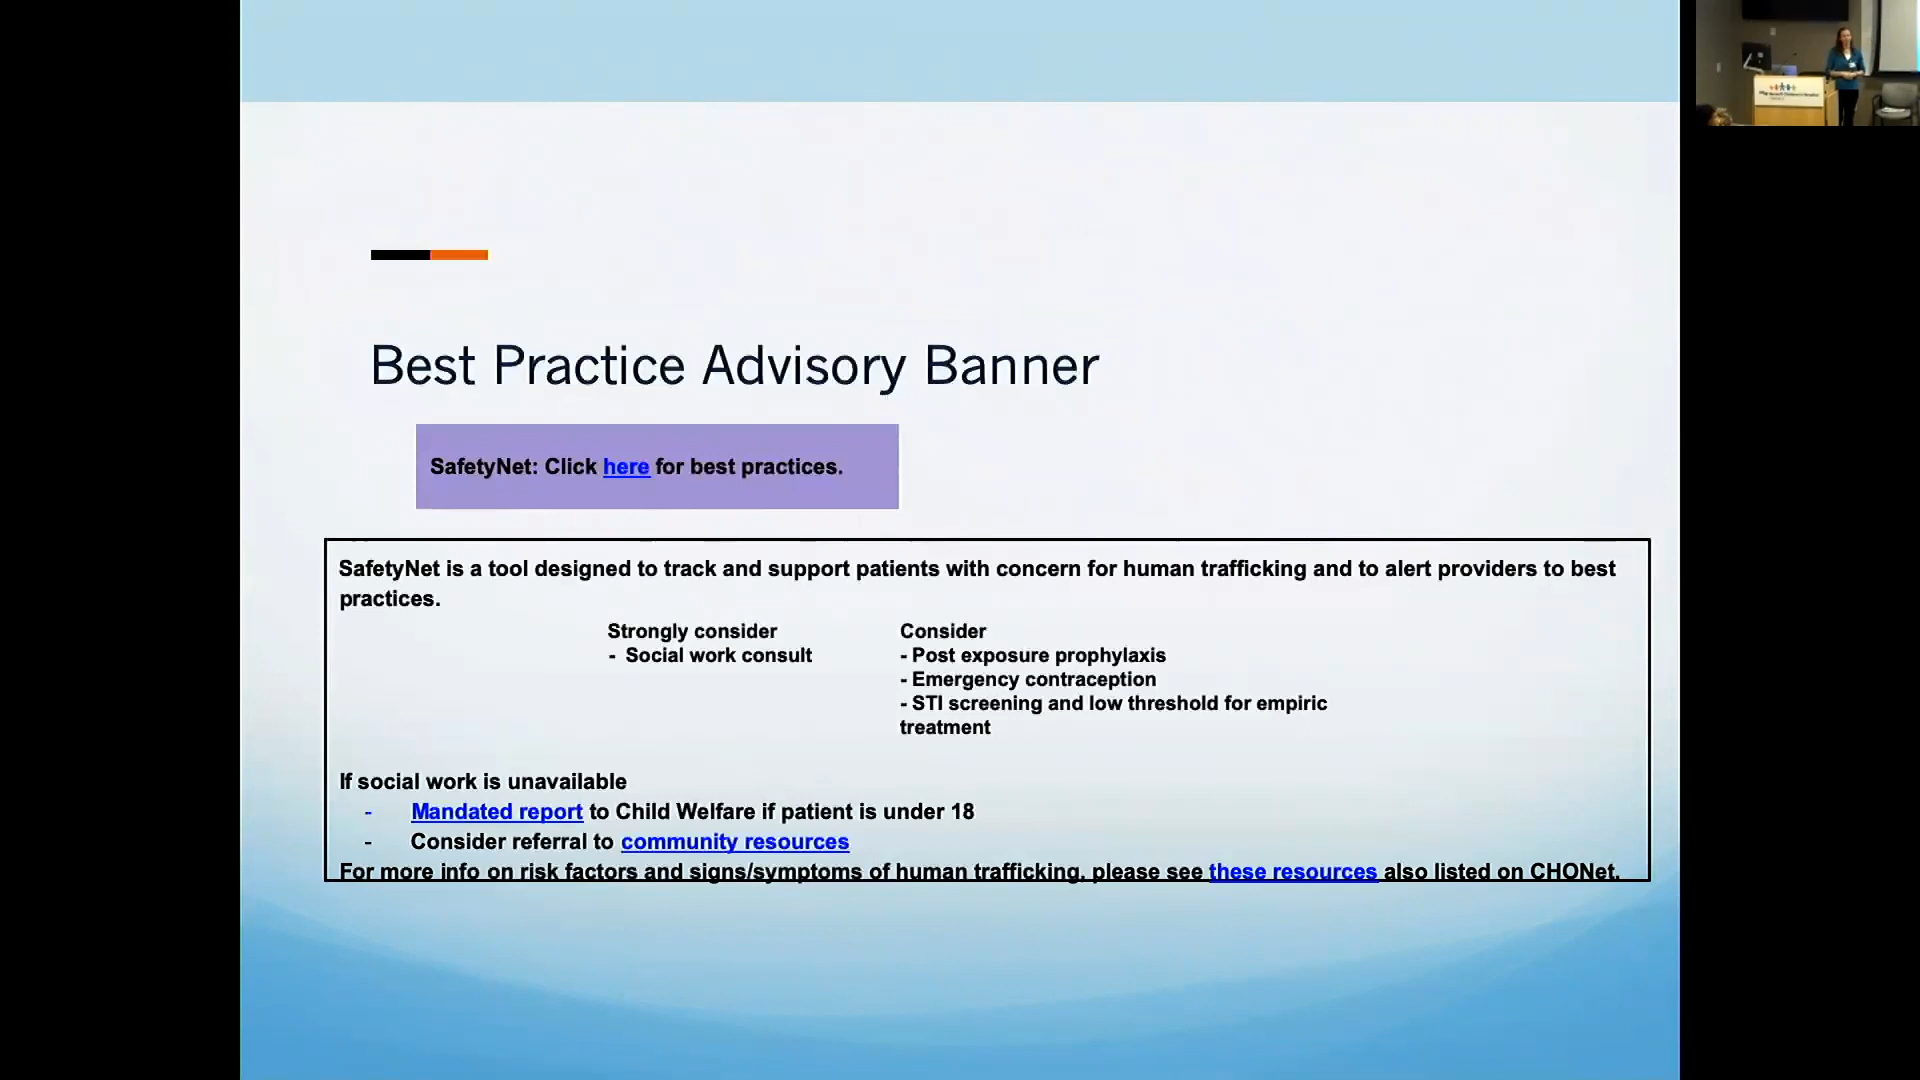 Best Practice Advisory Banner
SafetyNet: Click here for best practices.
SafetyNet is a tool designed to track and support patients with concern for human trafficking and to alert providers to best
practices.
Strongly consider
- Social work consult
Consider
- Post exposure prophylaxis
- Emergency contraception
- STI screening and low threshold for empiric
treatment
If social work is unavailable
- Mandated report to Child Welfare if patient is under 18
- Consider referral to community resources
For more info on risk factors and signs/symptoms of human trafficking, please see these resources also listed on CHONet.